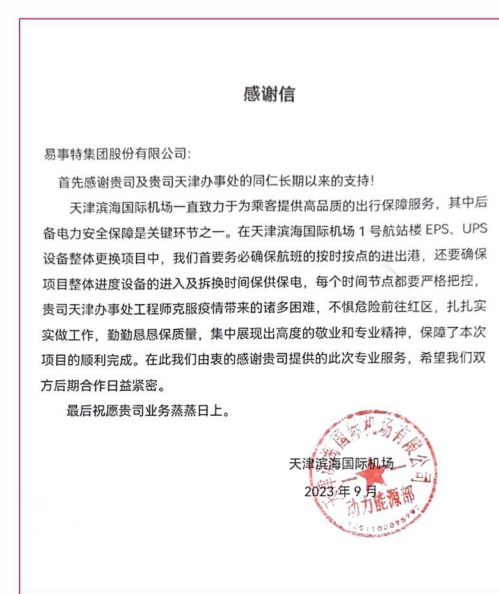 感谢信
易事特集团股份有限公司:
首先感谢贵司及贵司天津办事处的同仁长期以来的支持!
天津滨海国际机场一直致力于为乘客提供高品质的出行保障服务，其中后
备电力安全保障是关键环节之一。在天津滨海国际机场1号航站楼EPS、UPS
设备整体更换项目中，我们首要务必确保航班的按时按点的进出港，还要确保
项目整体进度设备的进入及拆换时间保供保电，每个时间节点都要严格把控，
贵司天津办事处工程师克服疫情带来的诸多困难，不惧危险前往红区，扎扎实
实做工作，勤勤恳恳保质量，集中展现出高度的敬业和专业精神，保障了本次
项目的顺利完成。在此我们由衷的感谢贵司提供的此次专业服务，希望我们双
方后期合作日益紧密。
最后祝愿贵司业务蒸蒸日上。
天津滨海国际机场有限公司
天津滨海国际机场
2023年9月
动力能源部